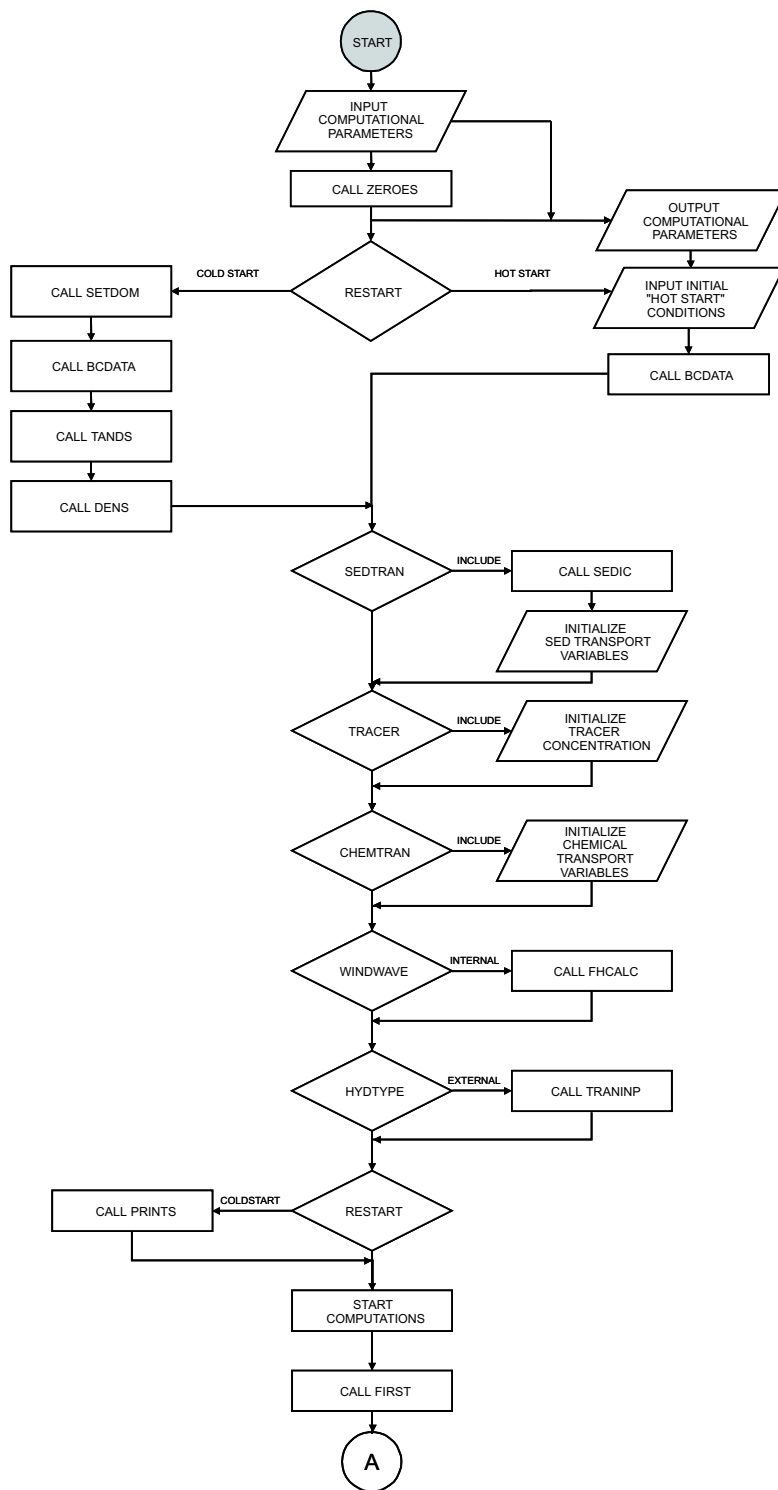 START
INPUT
COMPUTATIONAL
PARAMETERS
CALL ZEROES
OUTPUT
COMPUTATIONAL
PARAMETERS
COLD START
HOT START
CALL SETDOM
RESTART
INPUT INITIAL
"HOT START"
CONDITIONS
CALL BCDATA
CALL BCDATA
CALL TANDS
CALL DENS
SEDTRAN
INCLUDE
CALL SEDIC
INITIALIZE
SED TRANSPORT
VARIABLES
TRACER
INCLUDE
INITIALIZE
TRACER
CONCENTRATION
CHEMTRAN
INCLUDE
INITIALIZE
CHEMICAL
TRANSPORT
VARIABLES
WINDWAVE
INTERNAL
CALL FHCALC
HYDTYPE
EXTERNAL
CALL TRANINP
CALL PRINTS
COLDSTART
RESTART
START
COMPUTATIONS
CALL FIRST
A